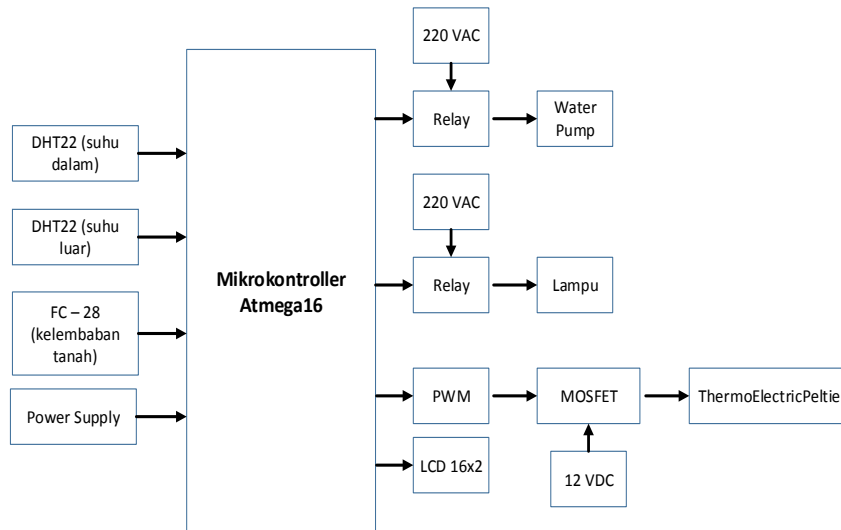 220 VAC
Relay
Water
Pump
DHT22 (suhu
dalam)
220 VAC
DHT22 (suhu
luar)
Mikrokontroller
Atmega16
Relay
Lampu
FC – 28
(kelembaban
tanah)
Power Supply
PWM
MOSFET
ThermoElectricPeltier
LCD 16x2
12 VDC